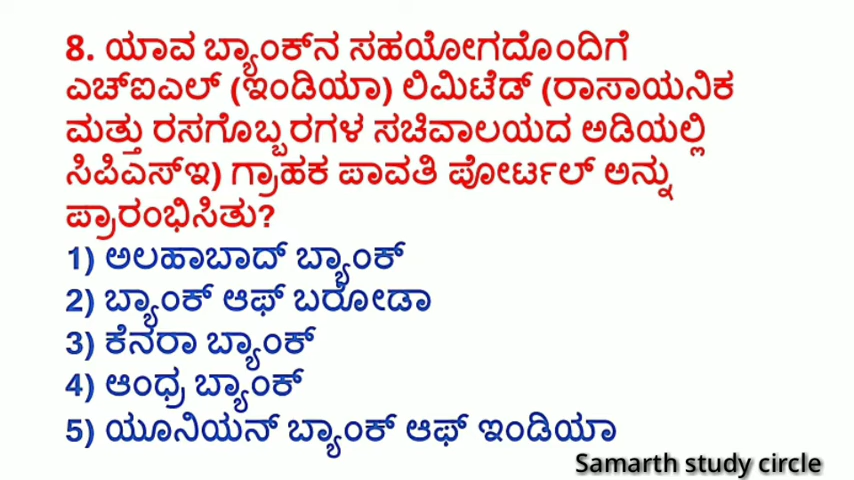 8. ಯಾವ ಬ್ಯಾಂಕ್‌ನ ಸಹಯೋಗದೊಂದಿಗೆ
ಎಚ್‌ಐಎಲ್ (ಇಂಡಿಯಾ) ಲಿಮಿಟೆಡ್ (ರಾಸಾಯನಿಕ
ಮತ್ತು ರಸಗೊಬ್ಬರಗಳ ಸಚಿವಾಲಯದ ಅಡಿಯಲ್ಲಿ
ಸಿಪಿಎಸ್‌ಇ) ಗ್ರಾಹಕ ಪಾವತಿ ಪೋರ್ಟಲ್ ಅನ್ನು
ಪ್ರಾರಂಭಿಸಿತು?
1) ಅಲಹಾಬಾದ್ ಬ್ಯಾಂಕ್
2) ಬ್ಯಾಂಕ್ ಆಫ್ ಬರೋಡಾ
3) ಕೆನರಾ ಬ್ಯಾಂಕ್
4) ಆಂಧ್ರ ಬ್ಯಾಂಕ್
5) ಯೂನಿಯನ್ ಬ್ಯಾಂಕ್ ಆಫ್ ಇಂಡಿಯಾ
Samarth study circle